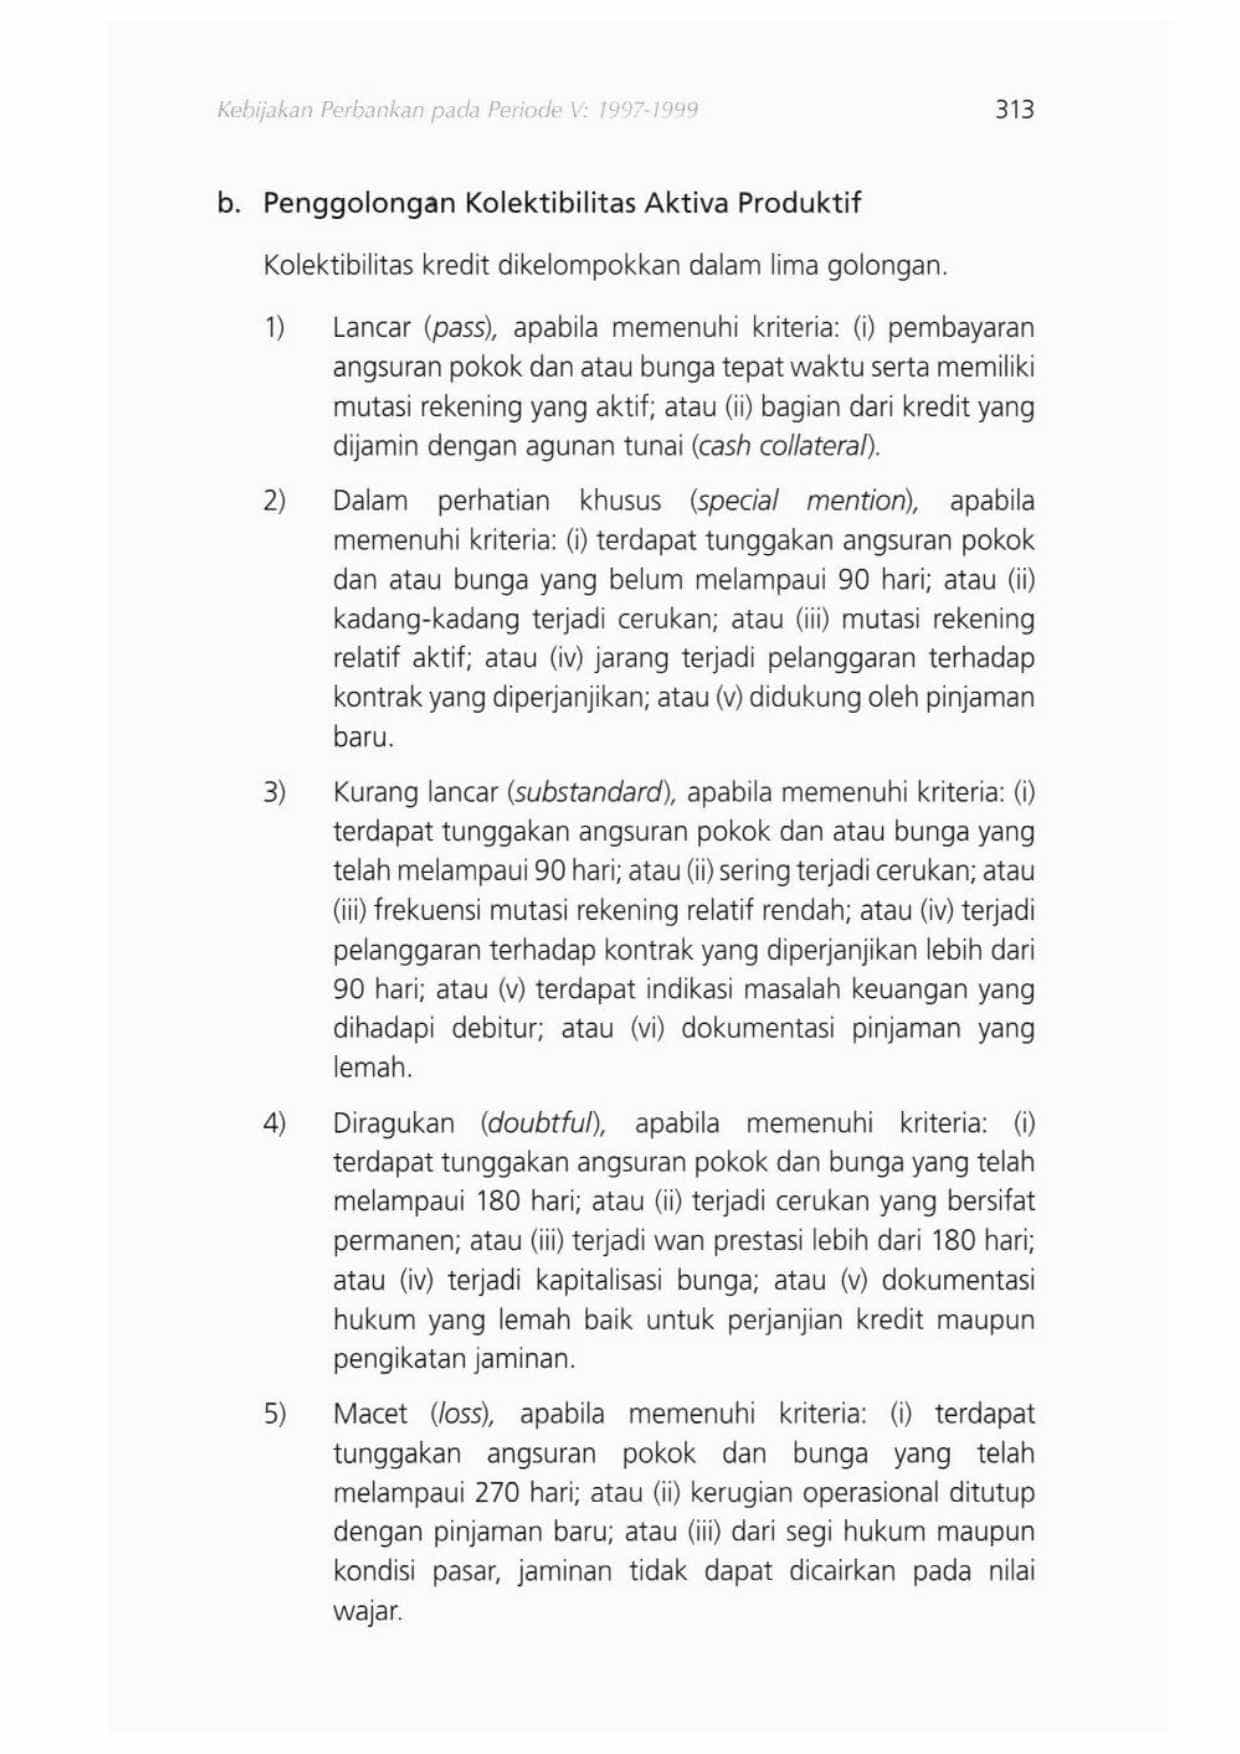 Kebijakan Perbankan pada Periode V: 1997-1999 313
b. Penggolongan Kolektibilitas Aktiva Produktif
Kolektibilitas kredit dikelompokkan dalam lima golongan.
1) Lancar (pass), apabila memenuhi kriteria: (i) pembayaran
angsuran pokok dan atau bunga tepat waktu serta memiliki
mutasi rekening yang aktif; atau (ii) bagian dari kredit yang
dijamin dengan agunan tunai (cash collateral).
2) Dalam perhatian khusus (special mention), apabila
memenuhi kriteria: (i) terdapat tunggakan angsuran pokok
dan atau bunga yang belum melampaui 90 hari; atau (ii)
kadang-kadang terjadi cerukan; atau (iii) mutasi rekening
relatif aktif; atau (iv) jarang terjadi pelanggaran terhadap
kontrak yang diperjanjikan; atau (v) didukung oleh pinjaman
baru.
3) Kurang lancar (substandard), apabila memenuhi kriteria: (i)
terdapat tunggakan angsuran pokok dan atau bunga yang
telah melampaui 90 hari; atau (ii) sering terjadi cerukan; atau
(iii) frekuensi mutasi rekening relatif rendah; atau (iv) terjadi
pelanggaran terhadap kontrak yang diperjanjikan lebih dari
90 hari; atau (v) terdapat indikasi masalah keuangan yang
dihadapi debitur; atau (vi) dokumentasi pinjaman yang
lemah.
4) Diragukan (doubtful), apabila memenuhi kriteria: (i)
terdapat tunggakan angsuran pokok dan bunga yang telah
melampaui 180 hari; atau (ii) terjadi cerukan yang bersifat
permanen; atau (iii) terjadi wan prestasi lebih dari 180 hari;
atau (iv) terjadi kapitalisasi bunga; atau (v) dokumentasi
hukum yang lemah baik untuk perjanjian kredit maupun
pengikatan jaminan.
5) Macet (loss), apabila memenuhi kriteria: (i) terdapat
tunggakan angsuran pokok dan bunga yang telah
melampaui 270 hari; atau (ii) kerugian operasional ditutup
dengan pinjaman baru; atau (iii) dari segi hukum maupun
kondisi pasar, jaminan tidak dapat dicairkan pada nilai
wajar.